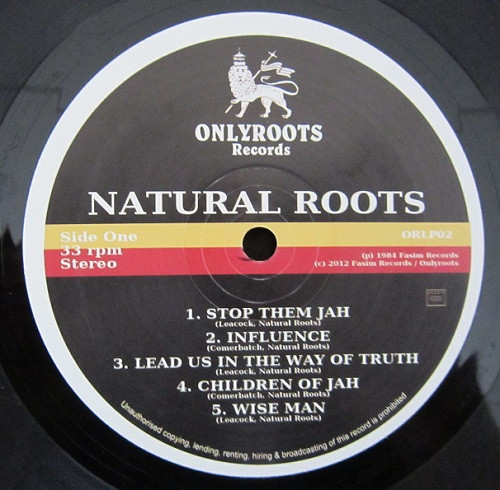 ONLYROOTS
Records
NATURAL ROOTS
Side One
ORLP02
33 rpm
Stereo
(p) 1984 Fasim Records
(c) 2012 Fasim Records / Onlyroots
1. STOP THEM JAH
(Leacock, Natural Roots)
2. INFLUENCE
(Comerbatch, Natural Roots)
3. LEAD US IN THE WAY OF TRUTH
(Leacock, Natural Roots)
4. CHILDREN OF JAH
(Comerbatch, Natural Roots)
5. WISE MAN
(Leacock, Natural Roots)
Unauthorised copying, lending, renting, hiring & broadcasting of this record is prohibited